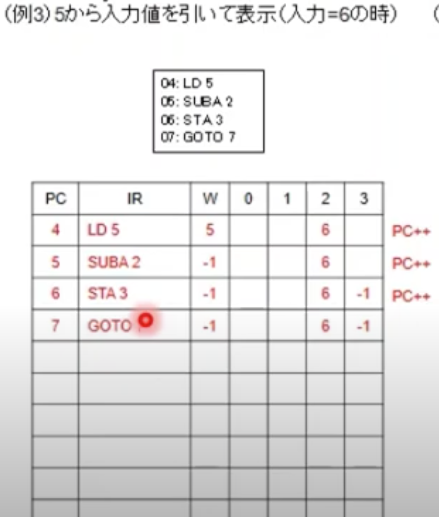 (例3) 5から入力値を引いて表示(入力=6の時) (
04: LD 5
05: SUBA 2
06: STA 3
07: GOTO 7
PC IR W 0 1 2 3
4 LD 5 5 6 PC++
5 SUBA 2 -1 6 PC++
6 STA 3 -1 6 -1 PC++
7 GOTO -1 6 -1